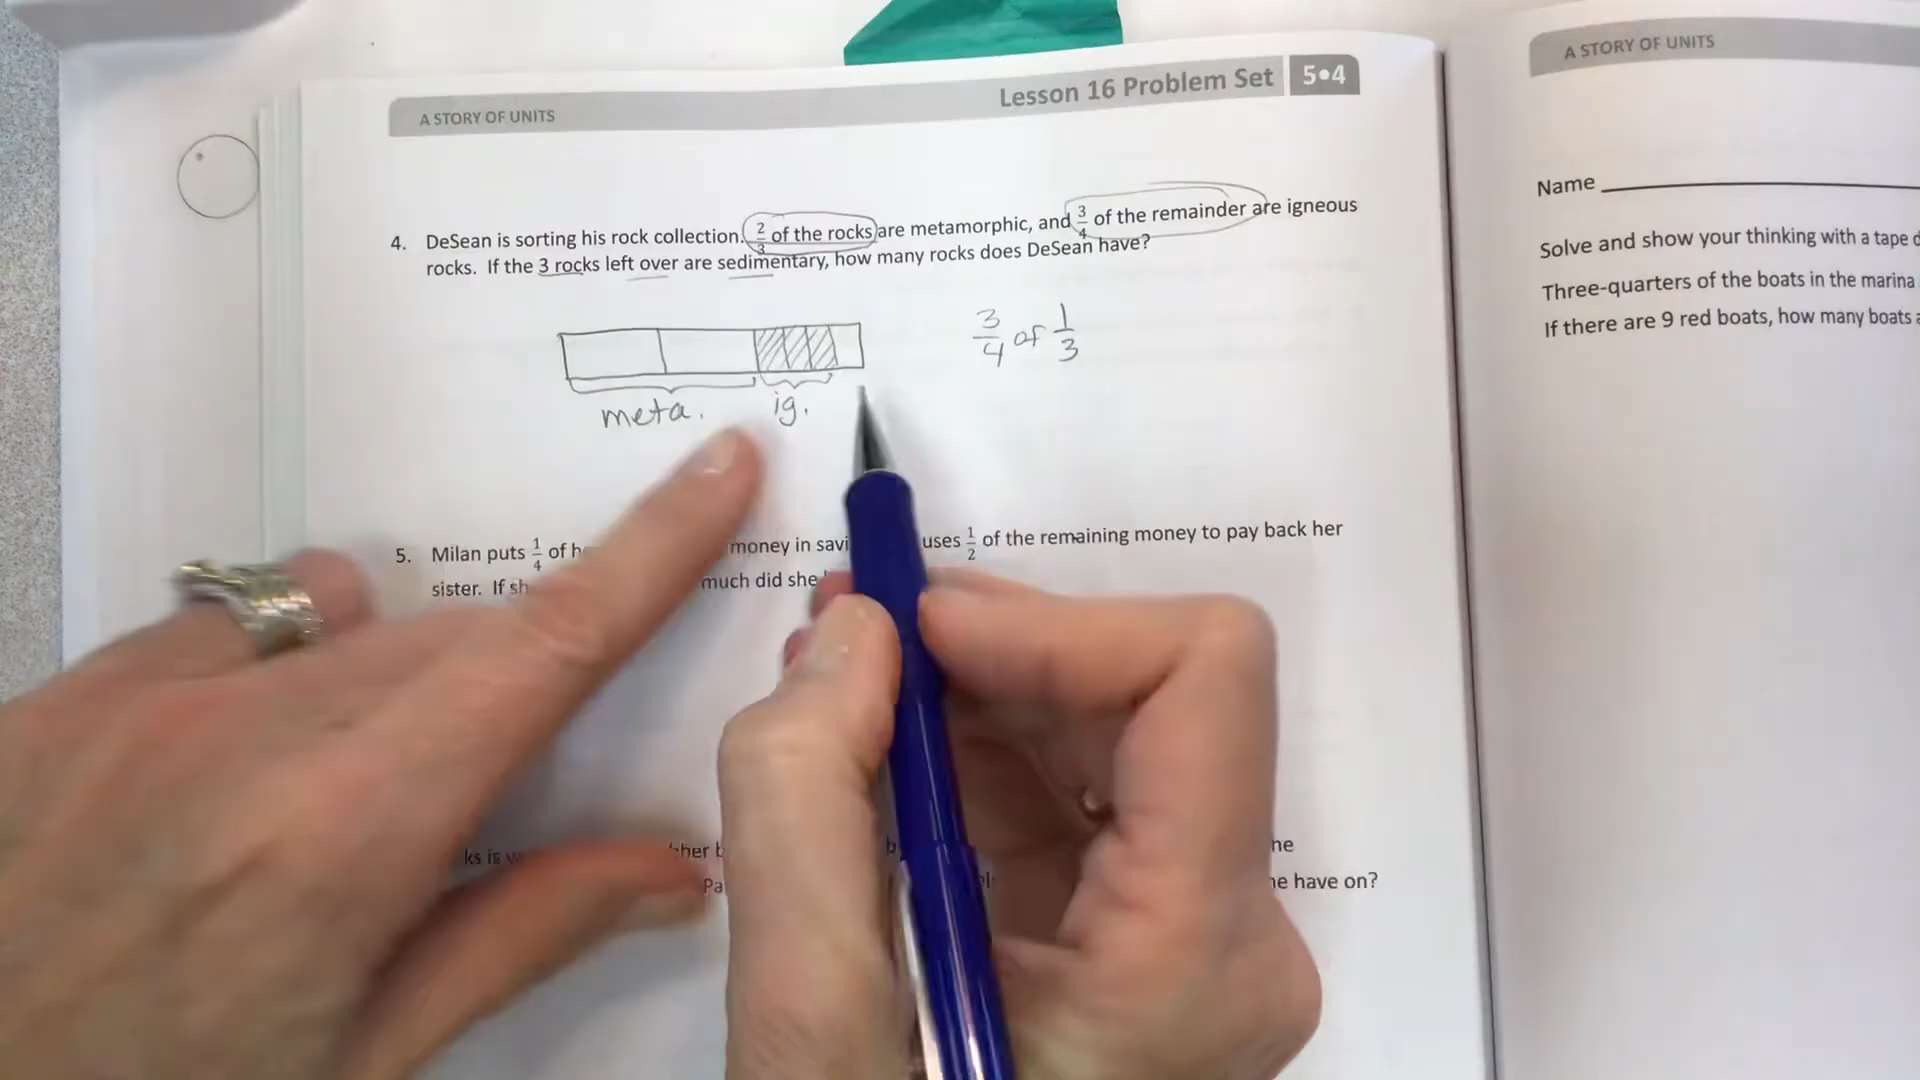 A STORY OF UNITS
Lesson 16 Problem Set 5•4
4. DeSean is sorting his rock collection. 2/3 of the rocks are metamorphic, and 3/4 of the remainder are igneous
rocks. If the 3 rocks left over are sedimentary, how many rocks does DeSean have?
3/4 of 1/3
meta. ig.
5. Milan puts 1/4 of money in uses 1/2 of the remaining money to pay back her
sister. If much did she
ks is
Pa have on?
A STORY OF UNITS
Name
Solve and show your thinking with a tape
Three-quarters of the boats in the marina
If there are 9 red boats, how many boats